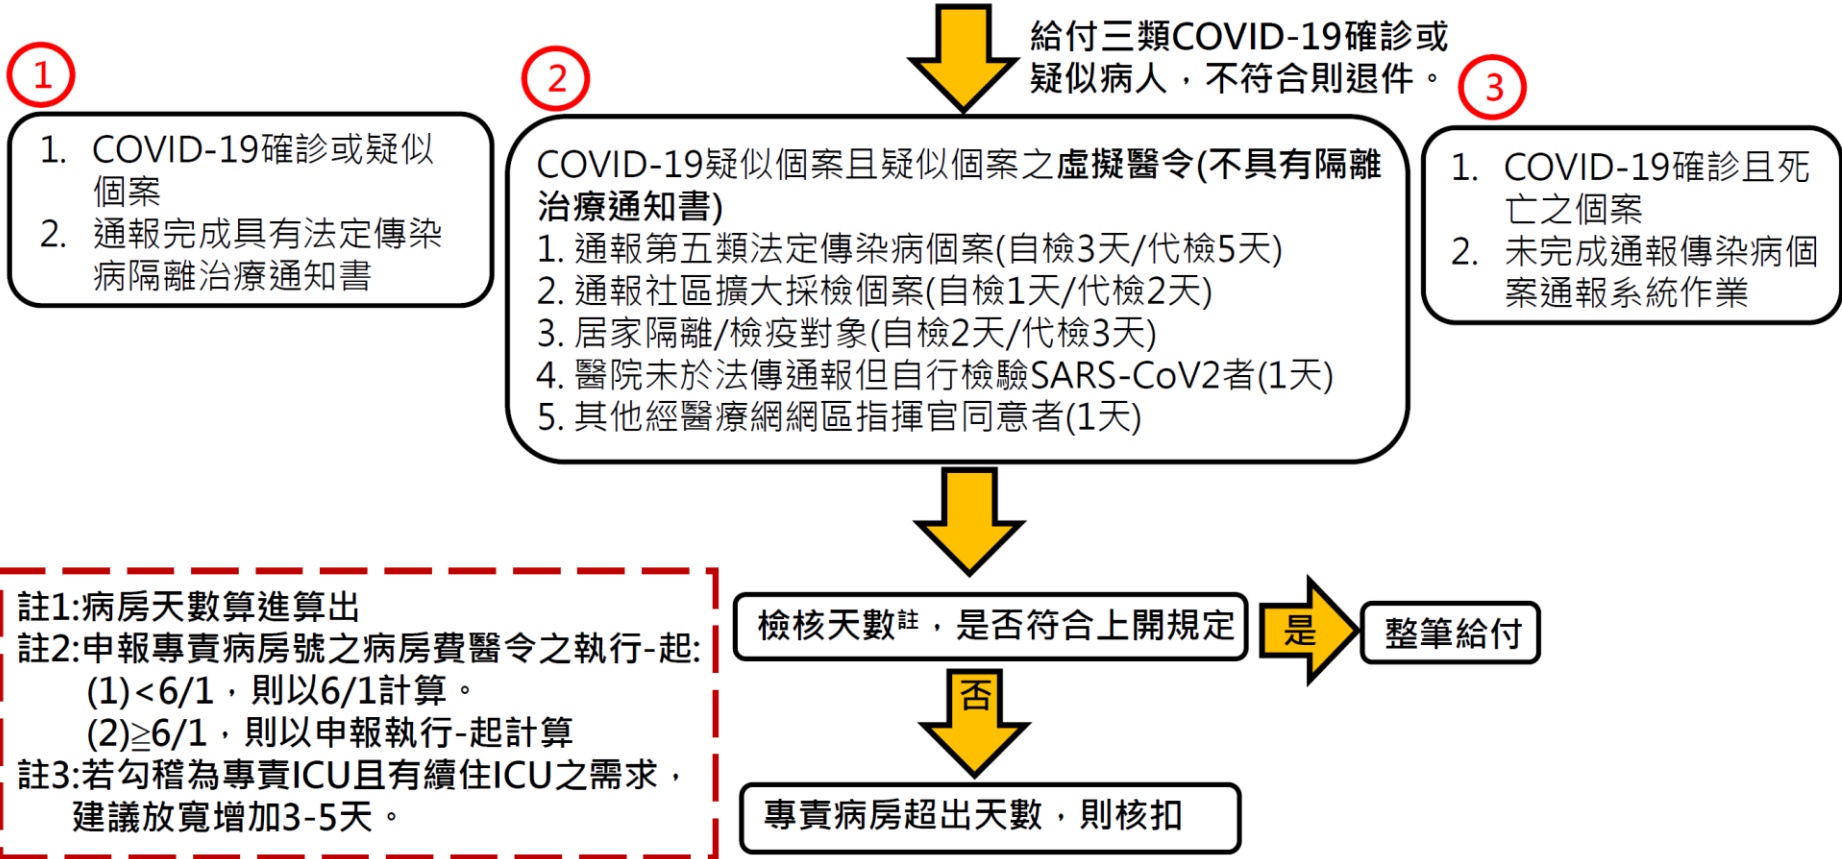 給付三類COVID-19確診或
疑似病人，不符合則退件。
1
1. COVID-19確診或疑似
個案
2. 通報完成具有法定傳染
病隔離治療通知書
2
COVID-19疑似個案且疑似個案之虛擬醫令(不具有隔離
治療通知書)
1. 通報第五類法定傳染病個案(自檢3天/代檢5天)
2. 通報社區擴大採檢個案(自檢1天/代檢2天)
3. 居家隔離/檢疫對象(自檢2天/代檢3天)
4. 醫院未於法傳通報但自行檢驗SARS-CoV2者(1天)
5. 其他經醫療網網區指揮官同意者(1天)
3
1. COVID-19確診且死
亡之個案
2. 未完成通報傳染病個
案通報系統作業
檢核天數註，是否符合上開規定
是
整筆給付
否
專責病房超出天數，則核扣
註1:病房天數算進算出
註2:申報專責病房號之病房費醫令之執行-起:
(1)<6/1，則以6/1計算。
(2)≧6/1，則以申報執行-起計算
註3:若勾稽為專責ICU且有續住ICU之需求，
建議放寬增加3-5天。